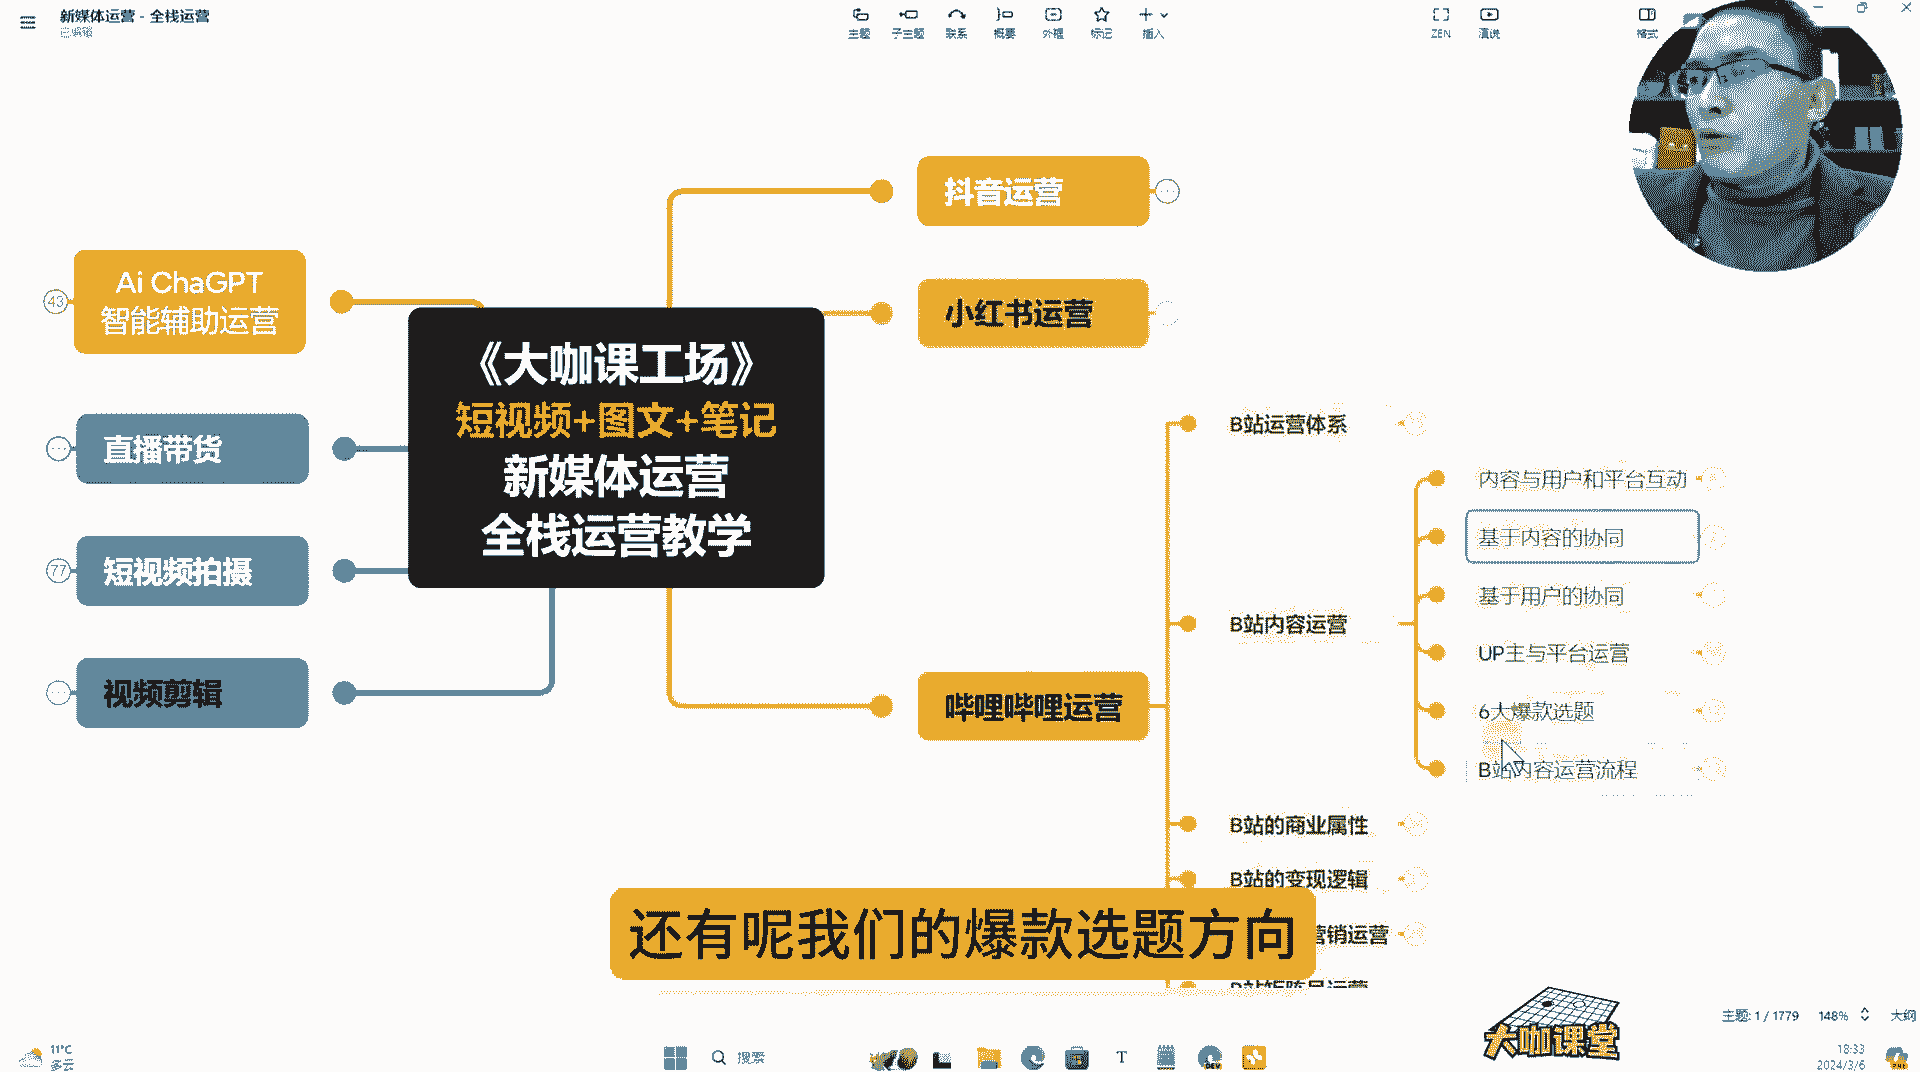 新媒体运营 - 全栈运营
已编辑
主题
子主题
联系
概要
外框
标记
插入
ZEN
演说
格式
抖音运营
小红书运营
Ai ChaGPT
智能辅助运营
43
直播带货
77
短视频拍摄
视频剪辑
《大咖课工场》
短视频+图文+笔记
新媒体运营
全栈运营教学
哔哩哔哩运营
B站运营体系
B站内容运营
内容与用户和平台互动
基于内容的协同
基于用户的协同
UP主与平台运营
6大爆款选题
B站内容运营流程
B站的商业属性
B站的变现逻辑
营销运营
B站矩阵号运营
还有呢我们的爆款选题方向
大咖课堂
主题: 1 / 1779
148%
大纲
11°C
多云
搜索
18:33
2024/3/6